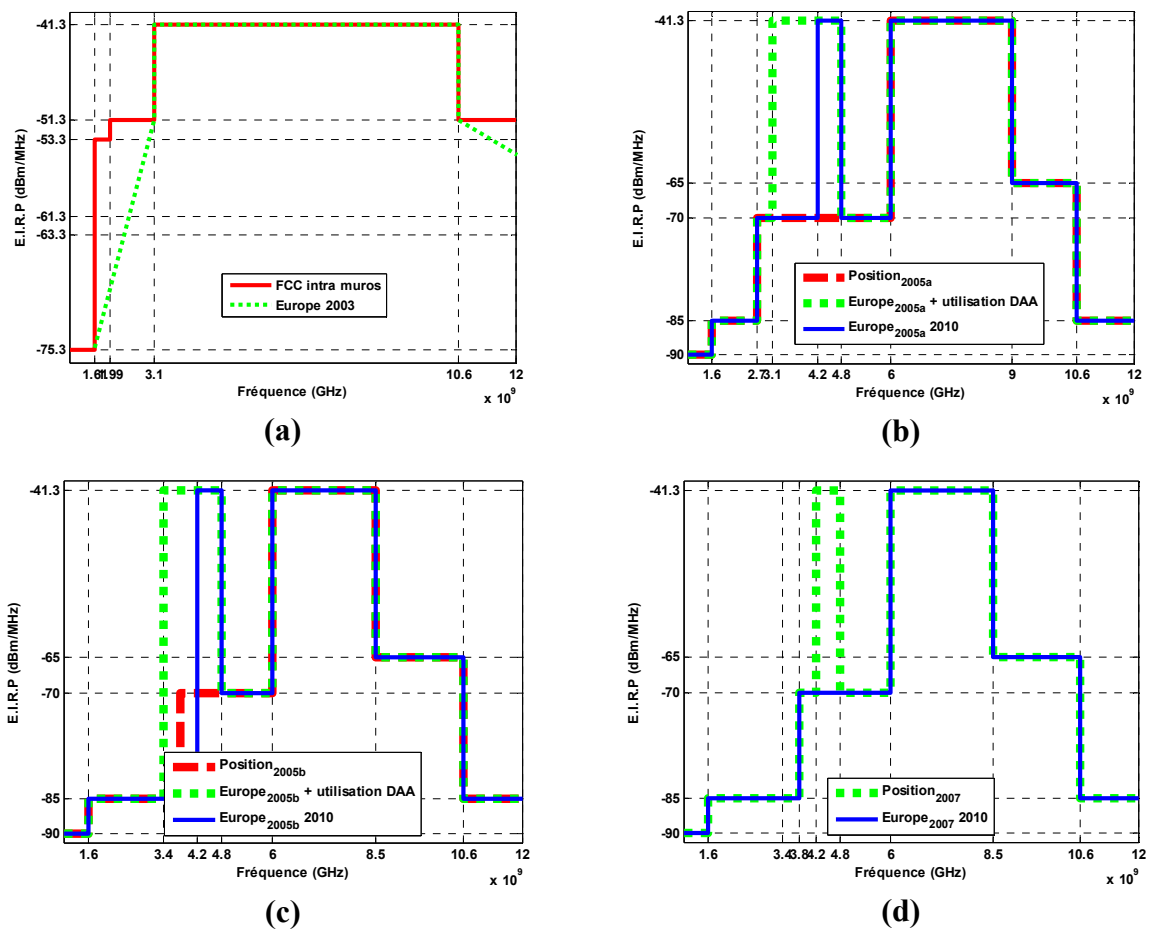 -41.3
-51.3
-53.3
-61.3
-63.3
-75.3
E.I.R.P (dBm/MHz)
FCC intra muros
Europe 2003
1.6 1.99 3.1 10.6 12
Fréquence (GHz)
x 10^9
(a)
-41.3
-65
-70
-85
-90
E.I.R.P (dBm/MHz)
Position2005a
Europe2005a + utilisation DAA
Europe2005a 2010
1.6 2.7 3.1 4.2 4.8 6 9 10.6 12
Fréquence (GHz)
x 10^9
(b)
-41.3
-65
-70
-85
-90
E.I.R.P (dBm/MHz)
Position2005b
Europe2005b + utilisation DAA
Europe2005b 2010
1.6 3.4 4.2 4.8 6 8.5 10.6 12
Fréquence (GHz)
x 10^9
(c)
-41.3
-65
-70
-85
-90
E.I.R.P (dBm/MHz)
Position2007
Europe2007 2010
1.6 3.4 3.8 4.2 4.8 6 8.5 10.6 12
Fréquence (GHz)
x 10^9
(d)